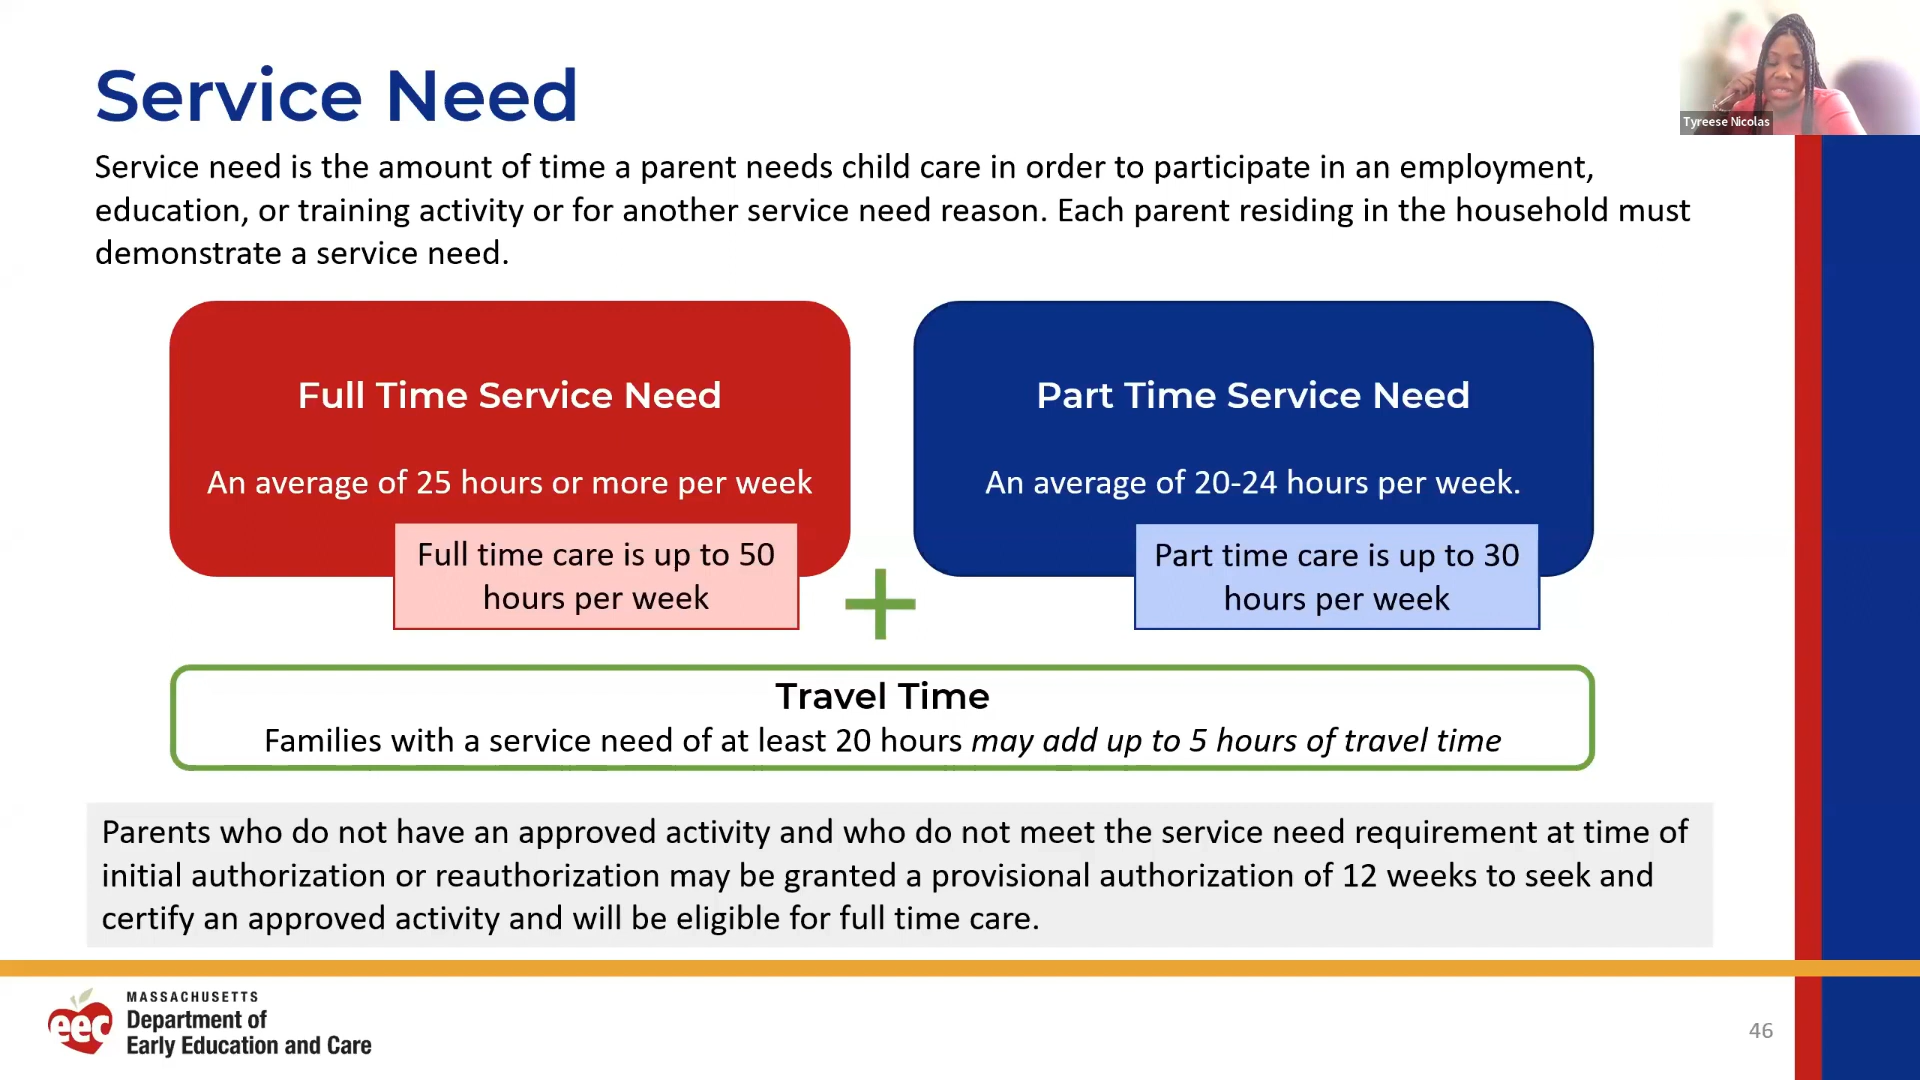 Service Need
Tyreese Nicolas
Service need is the amount of time a parent needs child care in order to participate in an employment,
education, or training activity or for another service need reason. Each parent residing in the household must
demonstrate a service need.
Full Time Service Need
An average of 25 hours or more per week
Full time care is up to 50
hours per week
Part Time Service Need
An average of 20-24 hours per week.
Part time care is up to 30
hours per week
+
Travel Time
Families with a service need of at least 20 hours may add up to 5 hours of travel time
Parents who do not have an approved activity and who do not meet the service need requirement at time of
initial authorization or reauthorization may be granted a provisional authorization of 12 weeks to seek and
certify an approved activity and will be eligible for full time care.
eec
MASSACHUSETTS
Department of
Early Education and Care
46